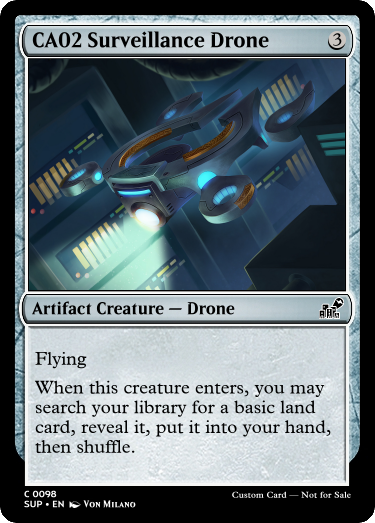 CA02 Surveillance Drone 3
Artifact Creature — Drone
Flying
When this creature enters, you may
search your library for a basic land
card, reveal it, put it into your hand,
then shuffle.
C 0098
SUP • EN Von Milano
Custom Card — Not for Sale